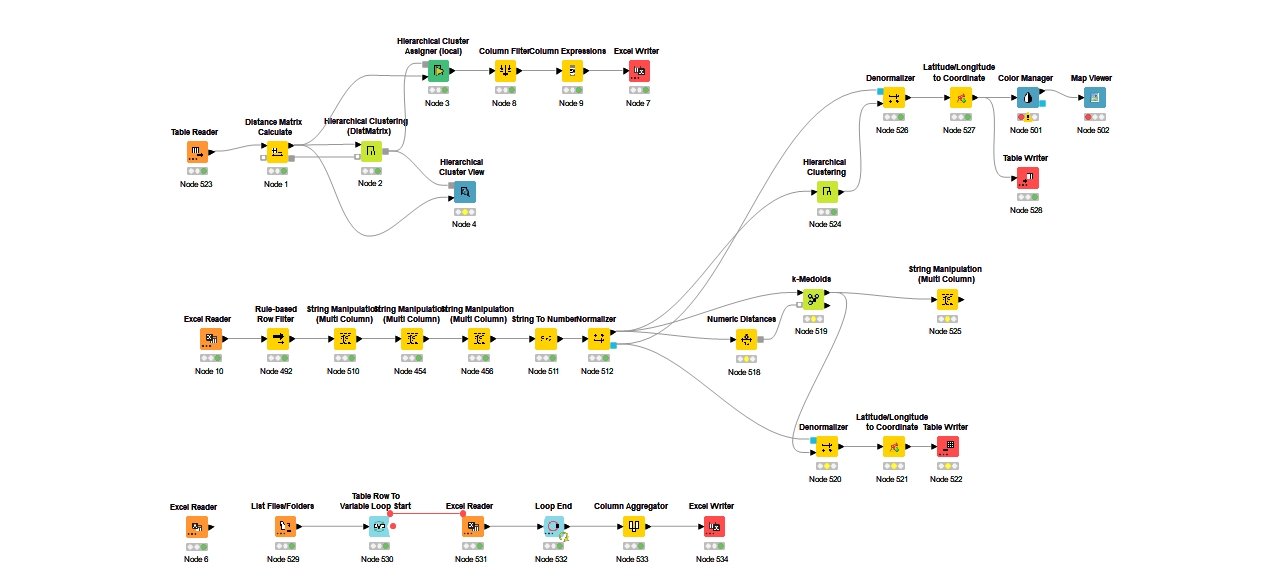 Hierarchical Cluster
Assigner (local)
Column Filter
Column Expressions
Excel Writer
Node 3
Node 8
Node 9
Node 7
Table Reader
Distance Matrix
Calculate
Hierarchical Clustering
(DistMatrix)
Node 523
Node 1
Node 2
Hierarchical
Cluster View
Node 4
Denormalizer
Latitude/Longitude
to Coordinate
Color Manager
Map Viewer
Node 526
Node 527
Node 501
Node 502
Hierarchical
Clustering
Node 524
Table Writer
Node 528
Excel Reader
Rule-based
Row Filter
String Manipulation
(Multi Column)
String Manipulation
(Multi Column)
String Manipulation
(Multi Column)
String To Number
Normalizer
Node 10
Node 492
Node 510
Node 454
Node 456
Node 511
Node 512
Numeric Distances
Node 518
k-Medoids
Node 519
String Manipulation
(Multi Column)
Node 525
Denormalizer
Latitude/Longitude
to Coordinate
Table Writer
Node 520
Node 521
Node 522
Excel Reader
List Files/Folders
Table Row To
Variable Loop Start
Excel Reader
Loop End
Column Aggregator
Excel Writer
Node 6
Node 529
Node 530
Node 531
Node 532
Node 533
Node 534